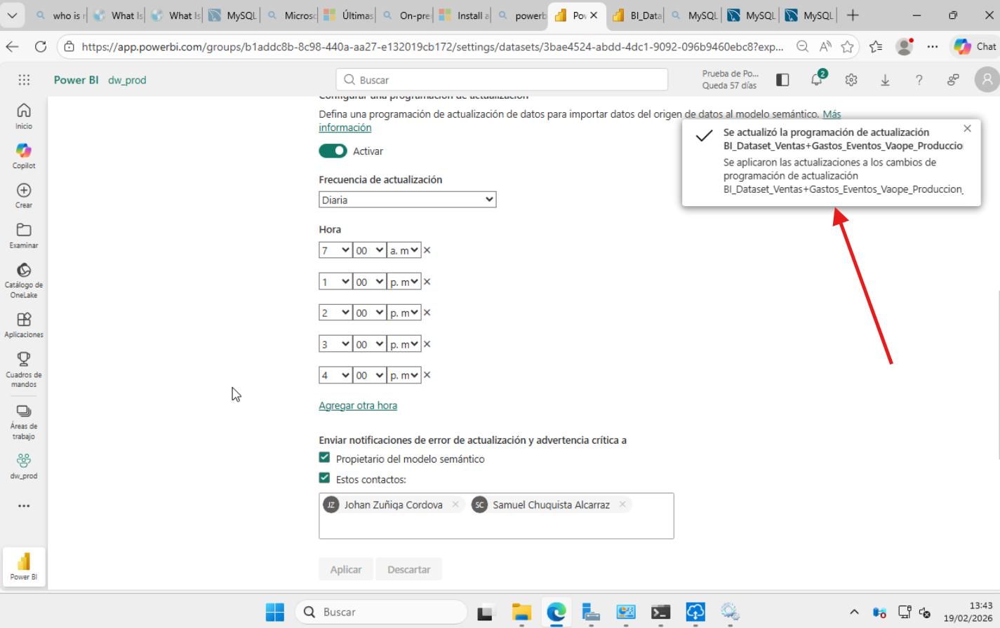 who is r
What Is
What Is
MySQL
Microso
Últimas
On-pre
Install a
powerb
Pov
BI_Data
MySQL
MySQL
MySQL
https://app.powerbi.com/groups/b1addc8b-8c98-440a-aa27-e132019cb172/settings/datasets/3bae4524-abdd-4dc1-9092-096b9460ebc8?exp...
Chat
Power BI
dw_prod
Buscar
Prueba de Po...
Queda 57 días
2
Inicio
Copilot
Crear
Examinar
Catálogo de
OneLake
Aplicaciones
Cuadros de
mandos
Áreas de
trabajo
dw_prod
Power BI
Configurar una programación de actualización
Defina una programación de actualización de datos para importar datos del origen de datos al modelo semántico. Más
información
Activar
Se actualizó la programación de actualización
BI_Dataset_Ventas+Gastos_Eventos_Vaope_Produccio
Se aplicaron las actualizaciones a los cambios de
programación de actualización
BI_Dataset_Ventas+Gastos_Eventos_Vaope_Produccion_
Frecuencia de actualización
Diaria
Hora
7 00 a. m
1 00 p. m
2 00 p. m
3 00 p. m
4 00 p. m
Agregar otra hora
Enviar notificaciones de error de actualización y advertencia crítica a
Propietario del modelo semántico
Estos contactos:
JZ Johan Zuñiga Cordova
SC Samuel Chuquista Alcarraz
Aplicar
Descartar
Buscar
13:43
19/02/2026